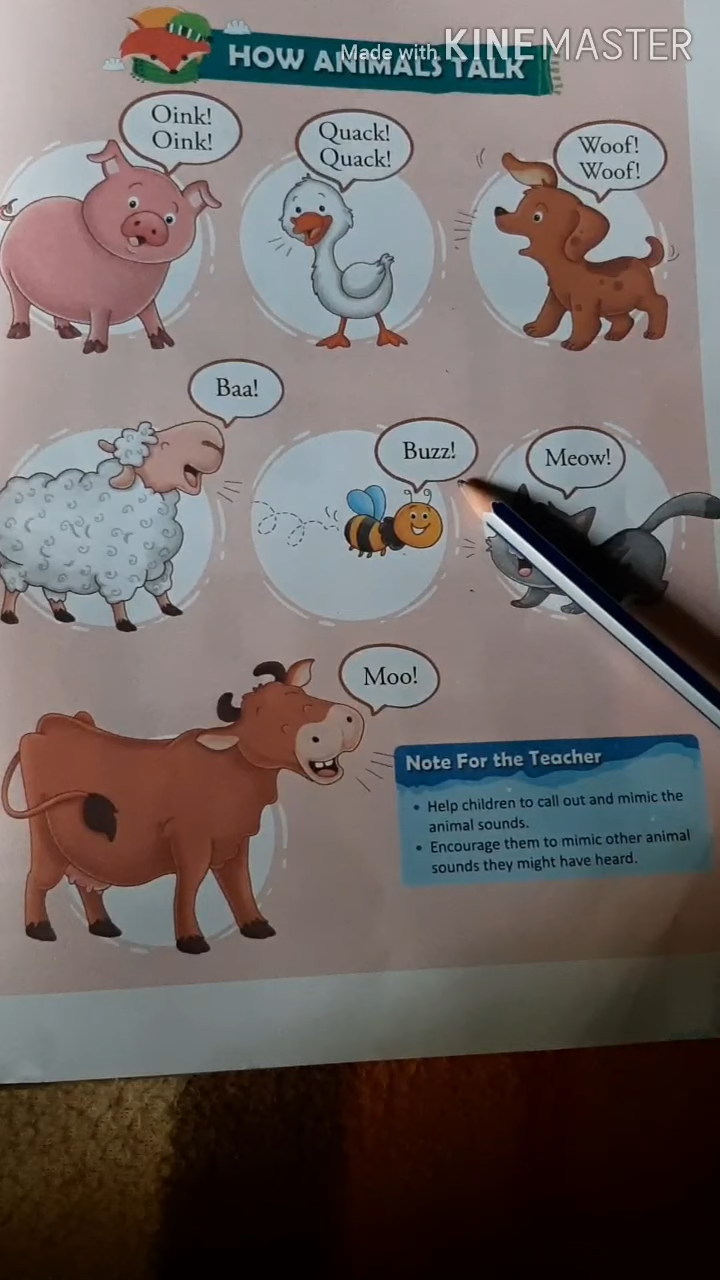 Made with KINEMASTER
HOW ANIMALS TALK
Oink!
Oink!
Quack!
Quack!
Woof!
Woof!
Baa!
Buzz!
Meow!
Moo!
Note For the Teacher
• Help children to call out and mimic the
animal sounds.
• Encourage them to mimic other animal
sounds they might have heard.